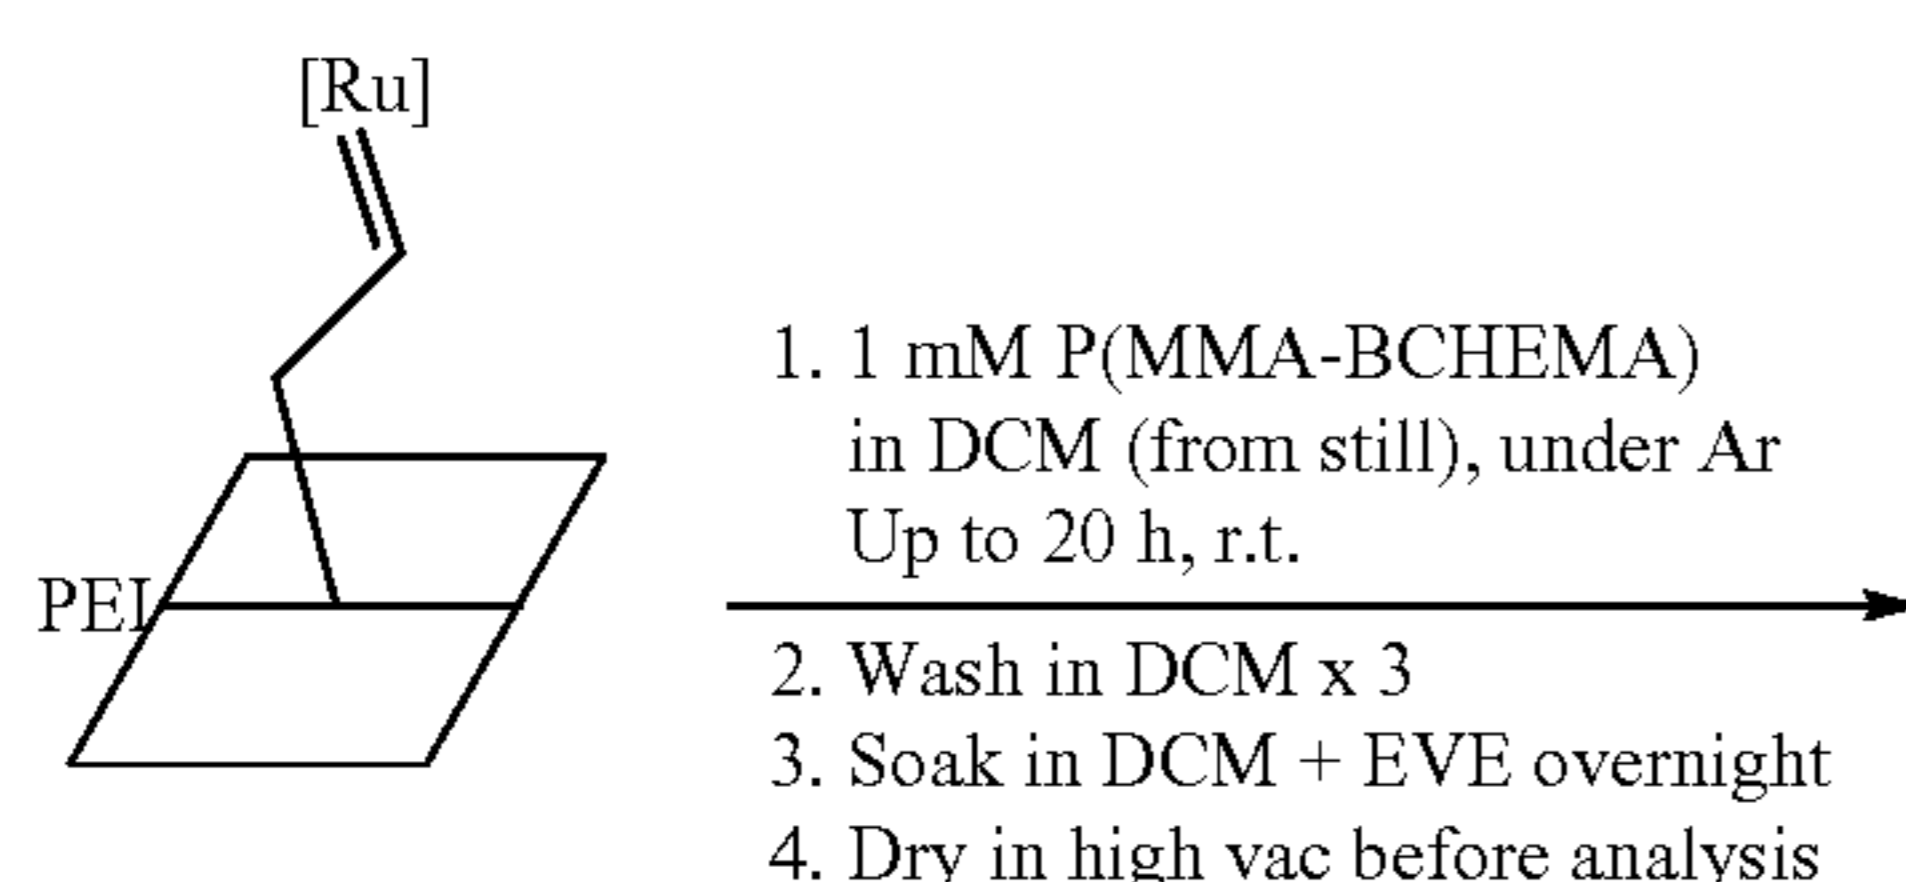 [Ru]
1. 1 mM P(MMA-BCHEMA)
in DCM (from still), under Ar
Up to 20 h, r.t.
PEI
2. Wash in DCM x 3
3. Soak in DCM + EVE overnight
4. Dry in high vac before analysis